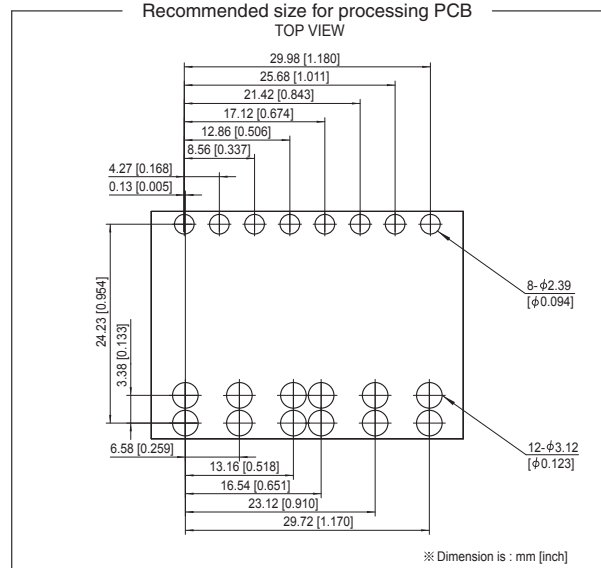 Recommended size for processing PCB
TOP VIEW
29.98 [1.180]
25.68 [1.011]
21.42 [0.843]
17.12 [0.674]
12.86 [0.506]
8.56 [0.337]
4.27 [0.168]
0.13 [0.005]
24.23 [0.954]
3.38 [0.133]
8-ϕ2.39
[ϕ0.094]
12-ϕ3.12
[ϕ0.123]
6.58 [0.259]
13.16 [0.518]
16.54 [0.651]
23.12 [0.910]
29.72 [1.170]
※ Dimension is : mm [inch]